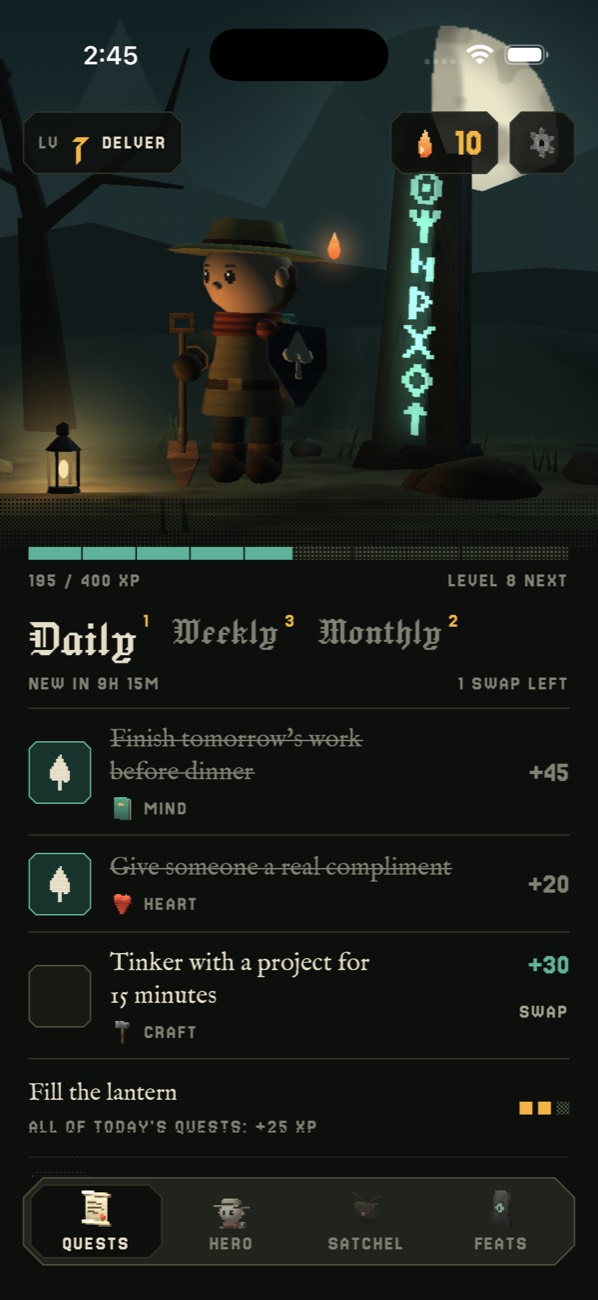 2:45
LV 7 DELVER
10
195 / 400 XP
LEVEL 8 NEXT
Daily 1 Weekly 3 Monthly 2
NEW IN 9H 15M
1 SWAP LEFT
Finish tomorrow’s work
before dinner
+45
MIND
Give someone a real compliment
+20
HEART
Tinker with a project for
15 minutes
+30
SWAP
CRAFT
Fill the lantern
ALL OF TODAY'S QUESTS: +25 XP
QUESTS
HERO
SATCHEL
FEATS